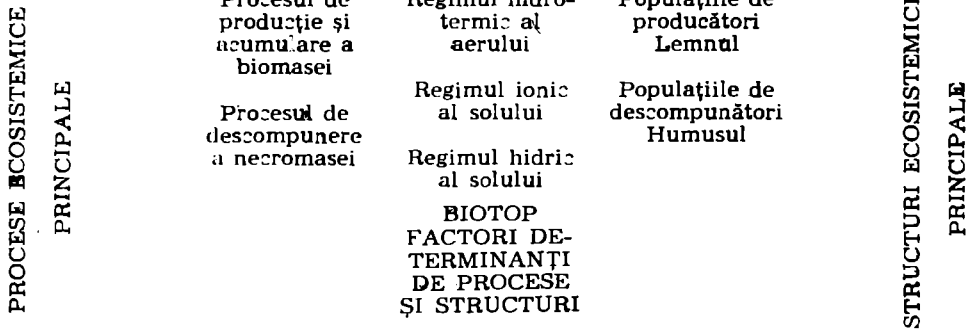 PROCESE ECOSISTEMICE
PRINCIPALE
Procesul de
producție și
acumulare a
biomasei
Procesul de
descompunere
a necromasei
Regimul hidro-
termic al
aerului
Regimul ionic
al solului
Regimul hidric
al solului
BIOTOP
FACTORI DE-
TERMINANȚI
DE PROCESE
ȘI STRUCTURI
Populațiile de
producători
Lemnul
Populațiile de
descompunători
Humusul
STRUCTURI ECOSISTEMICE
PRINCIPALE